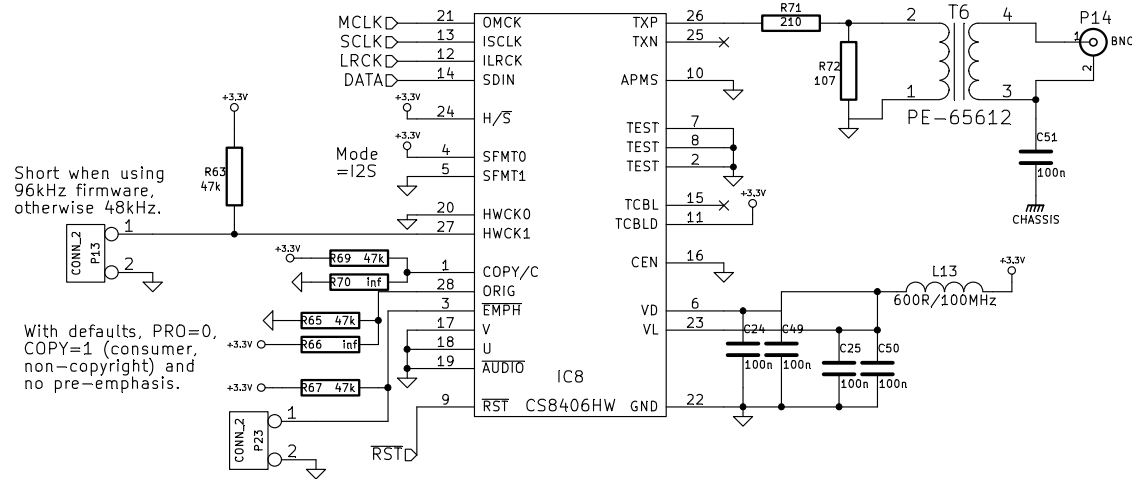 MCLK 21 OMCK
SCLK 13 ISCLK
LRCK 12 ILRCK
DATA 14 SDIN
+3.3V
24 H/S
+3.3V
Mode
=I2S
4 SFMT0
5 SFMT1
20 HWCK0
27 HWCK1
+3.3V
R63
47k
Short when using
96kHz firmware,
otherwise 48kHz.
CONN_2
P13
1
2
+3.3V R69 47k
R70 inf
1 COPY/C
28 ORIG
3 EMPH
17 V
18 U
19 AUDIO
9 RST
R65 47k
+3.3V R66 inf
With defaults, PRO=0,
COPY=1 (consumer,
non-copyright) and
no pre-emphasis.
+3.3V R67 47k
CONN_2
P23
1
2
RST
IC8
CS8406HW
TXP 26
TXN 25
APMS 10
TEST 7
TEST 8
TEST 2
TCBL 15
TCBLD 11
+3.3V
CEN 16
VD 6
VL 23
GND 22
R71
210
R72
107
T6
2 4
1 3
PE-65612
P14
1 BNC
2
C51
100n
CHASSIS
L13
600R/100MHz
+3.3V
C24
100n
C49
100n
C25
100n
C50
100n